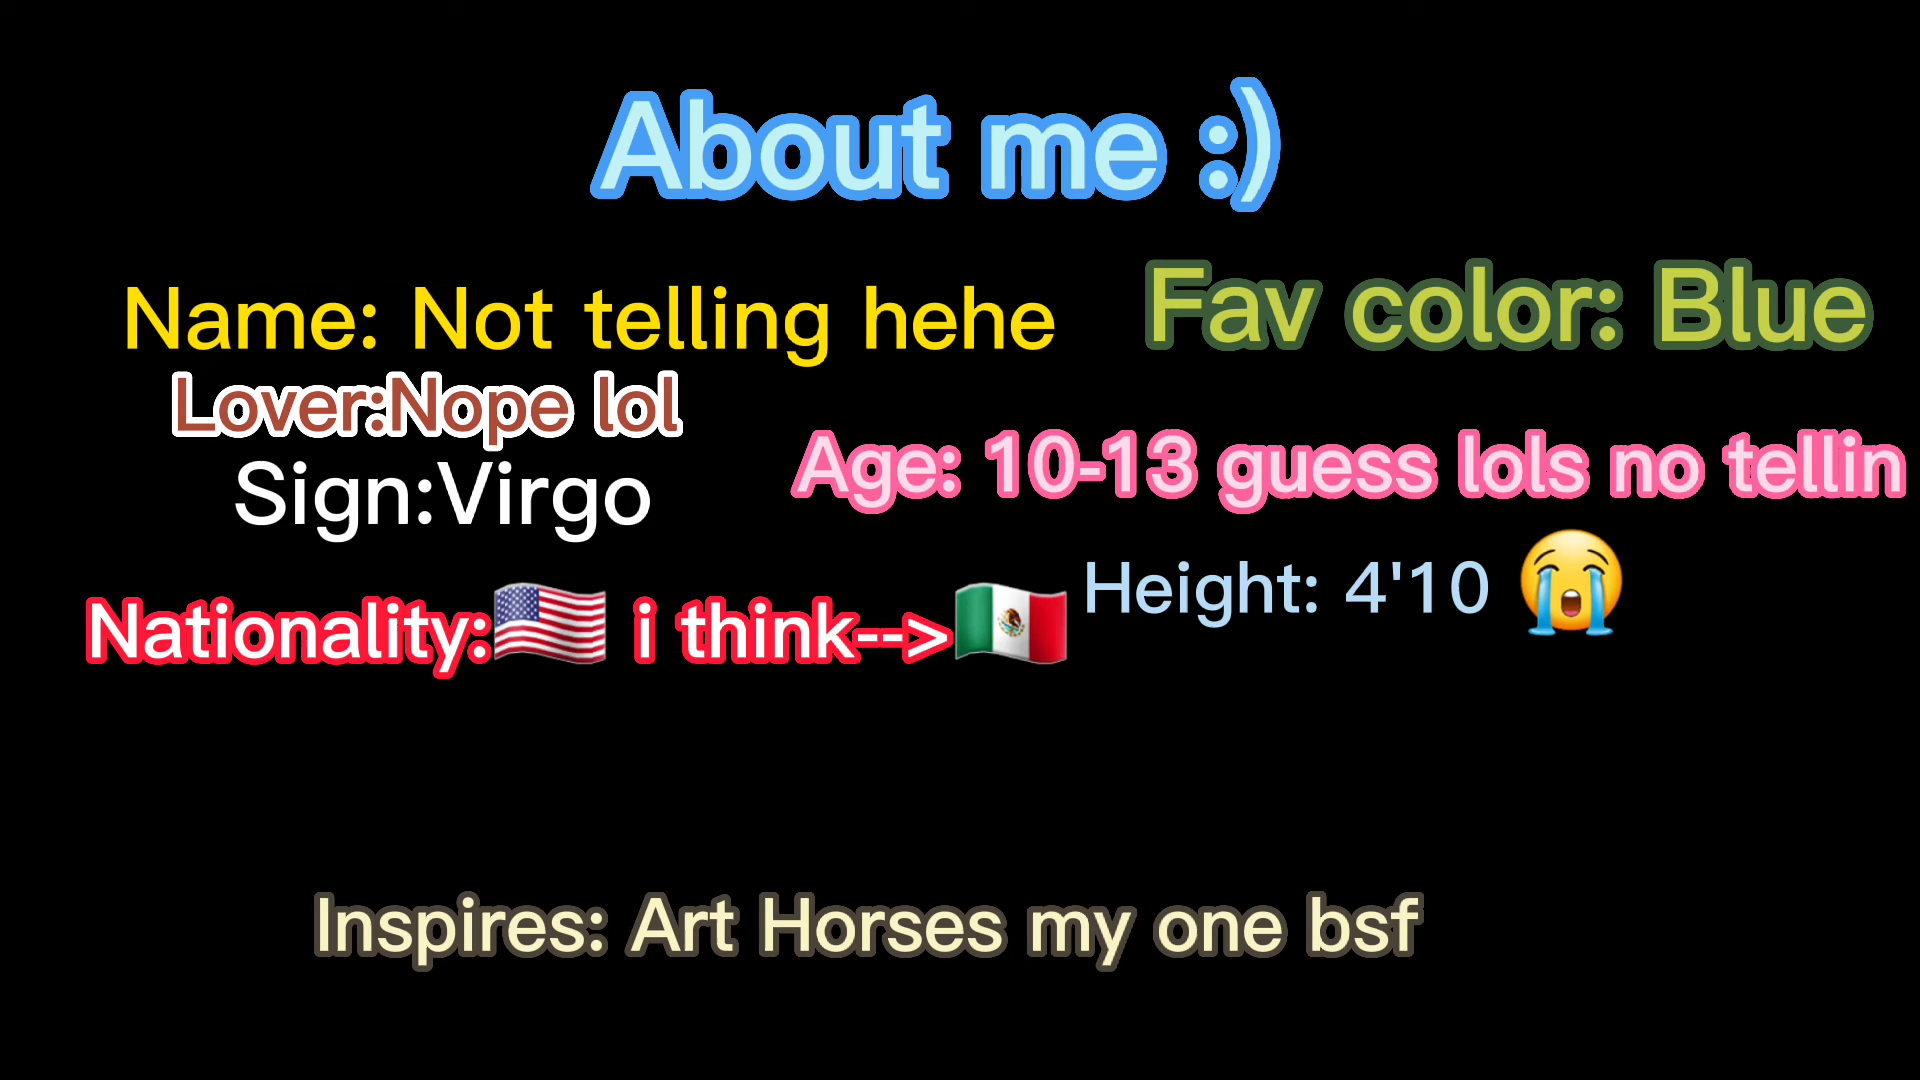 About me :)
Name: Not telling hehe
Fav color: Blue
Lover:Nope lol
Age: 10-13 guess lols no tellin
Sign:Virgo
Height: 4'10 😭
Nationality:🇺🇸 i think-->🇲🇽
Inspires: Art Horses my one bsf